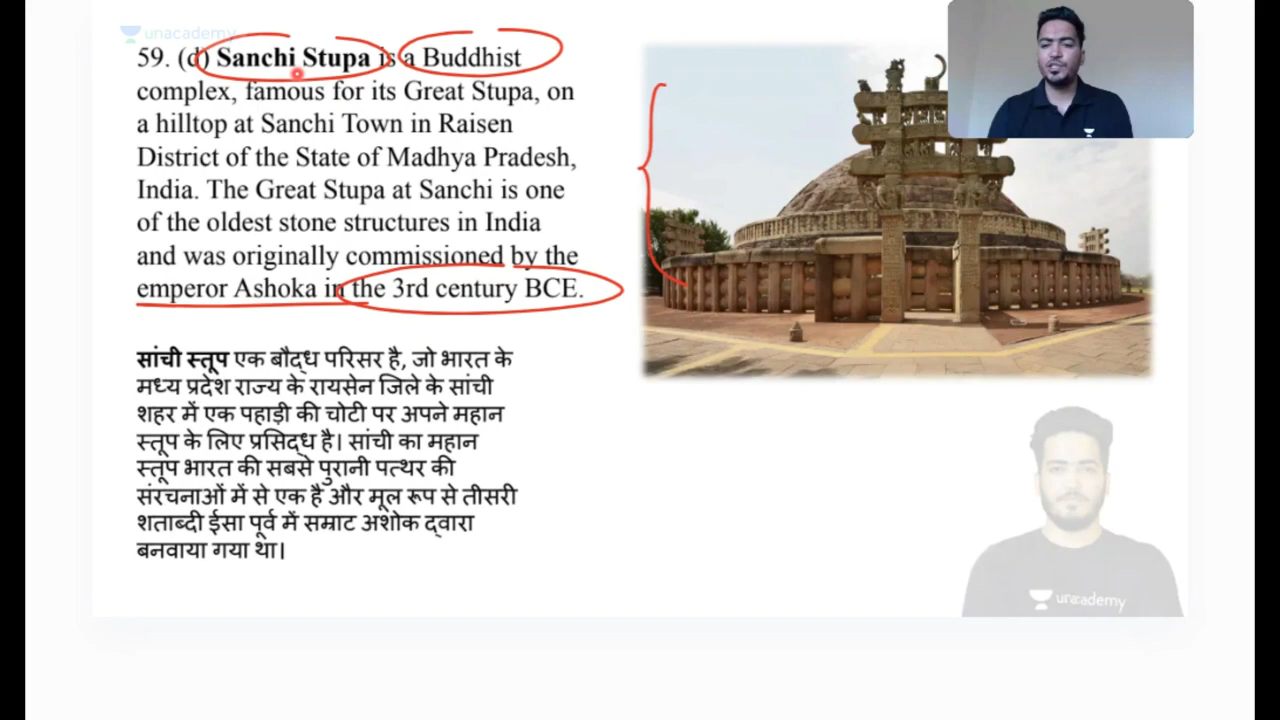 unacademy
59. (d) Sanchi Stupa is a Buddhist
complex, famous for its Great Stupa, on
a hilltop at Sanchi Town in Raisen
District of the State of Madhya Pradesh,
India. The Great Stupa at Sanchi is one
of the oldest stone structures in India
and was originally commissioned by the
emperor Ashoka in the 3rd century BCE.
सांची स्तूप एक बौद्ध परिसर है, जो भारत के
मध्य प्रदेश राज्य के रायसेन जिले के सांची
शहर में एक पहाड़ी की चोटी पर अपने महान
स्तूप के लिए प्रसिद्ध है। सांची का महान
स्तूप भारत की सबसे पुरानी पत्थर की
संरचनाओं में से एक है और मूल रूप से तीसरी
शताब्दी ईसा पूर्व में सम्राट अशोक द्वारा
बनवाया गया था।
unacademy